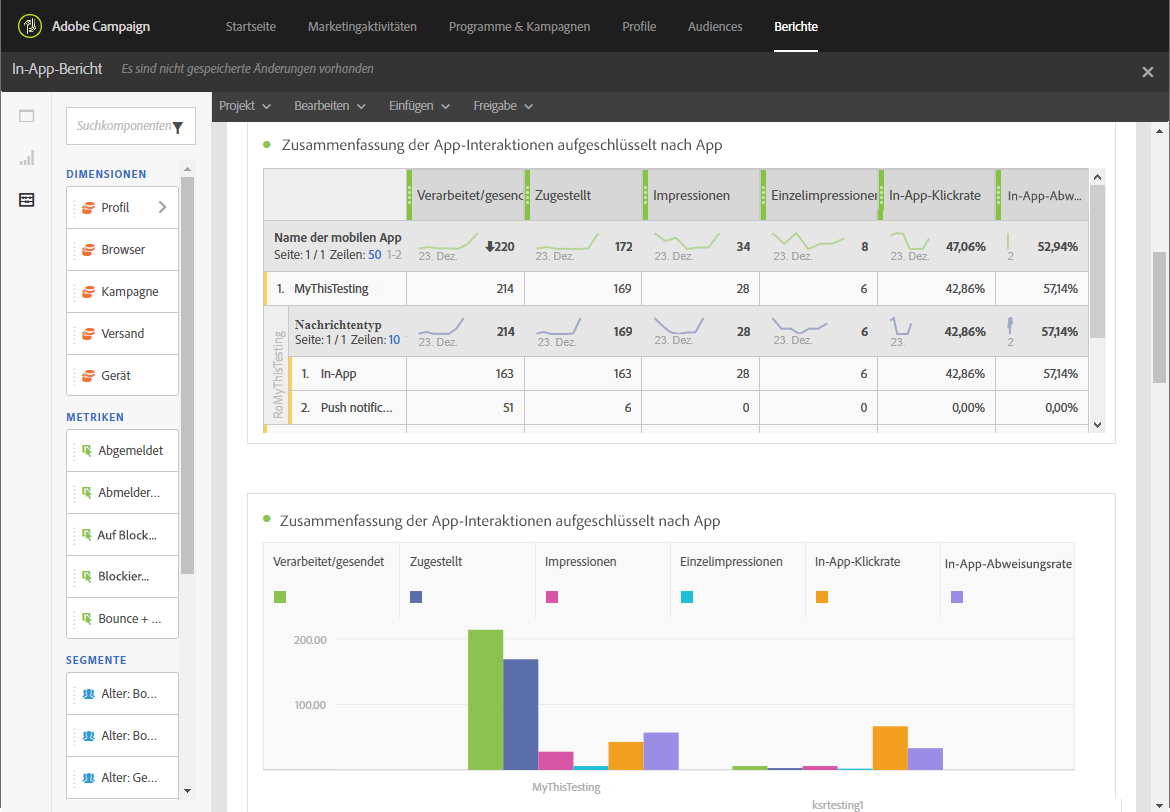 Adobe Campaign
Startseite Marketingaktivitäten Programme & Kampagnen Profile Audiences Berichte
In-App-Bericht Es sind nicht gespeicherte Änderungen vorhanden
Projekt Bearbeiten Einfügen Freigabe
Suchkomponenten
DIMENSIONEN
Profil
Browser
Kampagne
Versand
Gerät
METRIKEN
Abgemeldet
Abmelder...
Auf Block...
Blockier...
Bounce + ...
SEGMENTE
Alter: Bo...
Alter: Bo...
Alter: Ge...
Zusammenfassung der App-Interaktionen aufgeschlüsselt nach App
Verarbeitet/gesend Zugestellt Impressionen Einzelimpressionen In-App-Klickrate In-App-Abw...
Name der mobilen App 220 172 34 8 47,06% 52,94%
Seite: 1 / 1 Zeilen: 50 1-2 23. Dez. 23. Dez. 23. Dez. 23. Dez. 23. Dez. 2
1. MyThisTesting 214 169 28 6 42,86% 57,14%
Nachrichtentyp 214 169 28 6 42,86% 57,14%
Seite: 1 / 1 Zeilen: 10 23. Dez. 23. Dez. 23. Dez. 23. Dez. 23. 2
RoMyThisTesting
1. In-App 163 163 28 6 42,86% 57,14%
2. Push notific... 51 6 0 0 0,00% 0,00%
Zusammenfassung der App-Interaktionen aufgeschlüsselt nach App
Verarbeitet/gesendet Zugestellt Impressionen Einzelimpressionen In-App-Klickrate In-App-Abweisungsrate
200.00
100.00
MyThisTesting
ksrtesting1